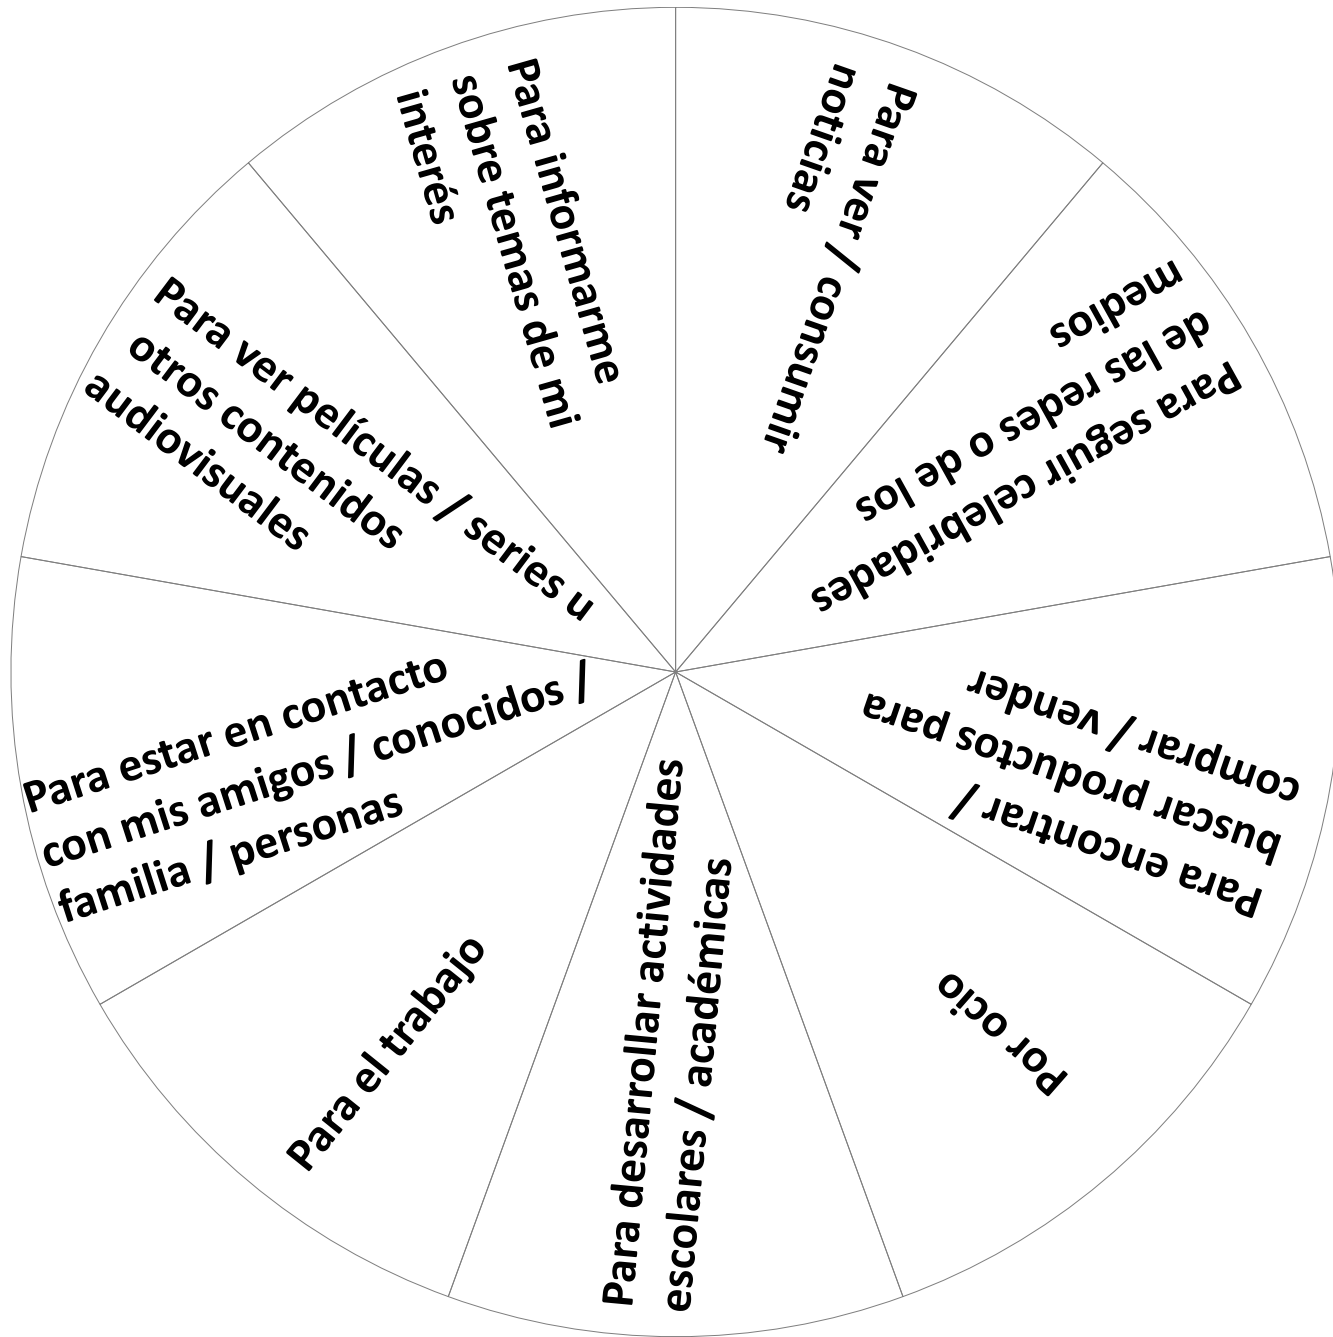 Para ver / consumir
noticias
Para seguir celebridades
de las redes o de los
medios
Para encontrar /
buscar productos para
comprar / vender
Por ocio
Para desarrollar actividades
escolares / académicas
Para el trabajo
Para estar en contacto
con mis amigos / conocidos /
familia / personas
Para ver películas / series u
otros contenidos
audiovisuales
Para informarme
sobre temas de mi
interés